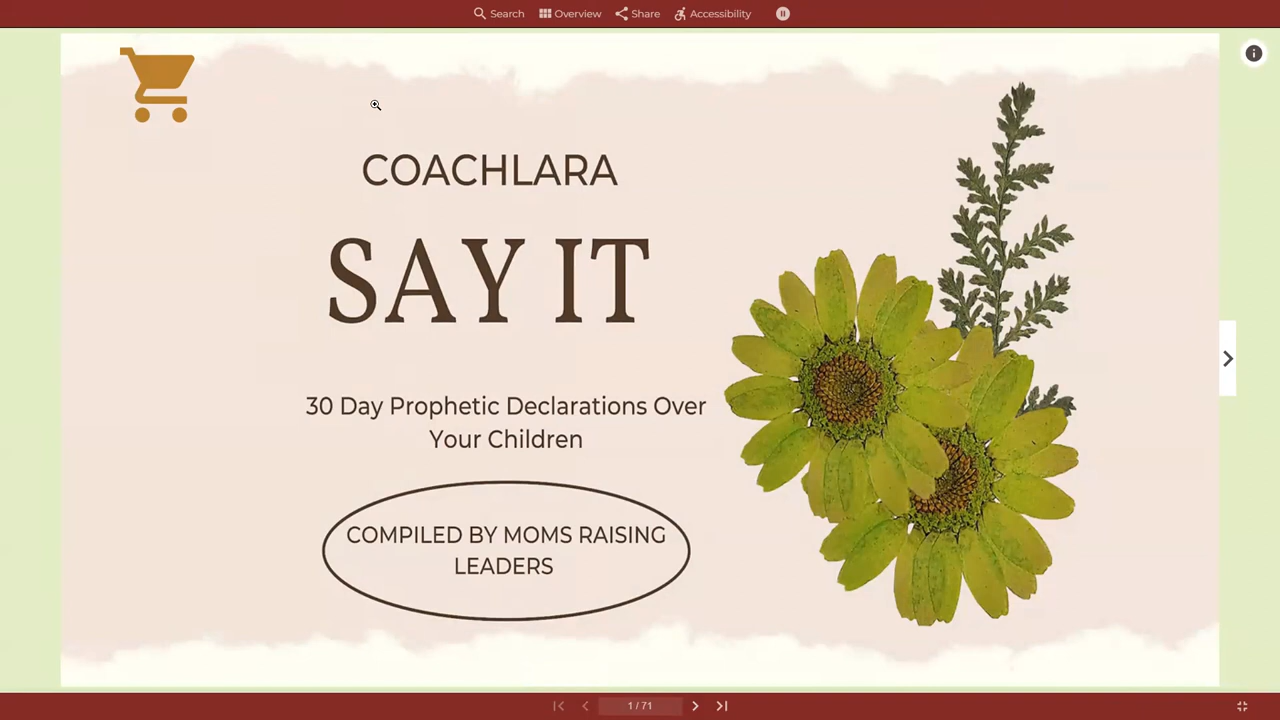 Search Overview Share Accessibility
COACHLARA
SAY IT
30 Day Prophetic Declarations Over
Your Children
COMPILED BY MOMS RAISING
LEADERS
1 / 71